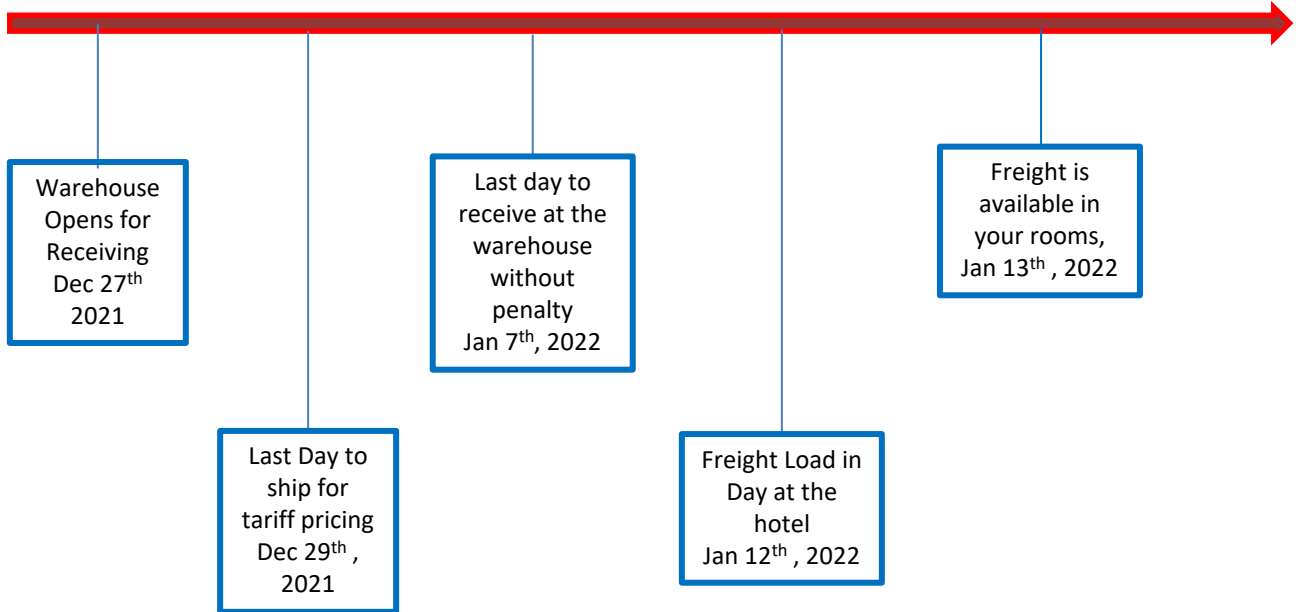 Warehouse
Opens for
Receiving
Dec 27th
2021
Last Day to
ship for
tariff pricing
Dec 29th ,
2021
Last day to
receive at the
warehouse
without
penalty
Jan 7th, 2022
Freight Load in
Day at the
hotel
Jan 12th , 2022
Freight is
available in
your rooms,
Jan 13th , 2022